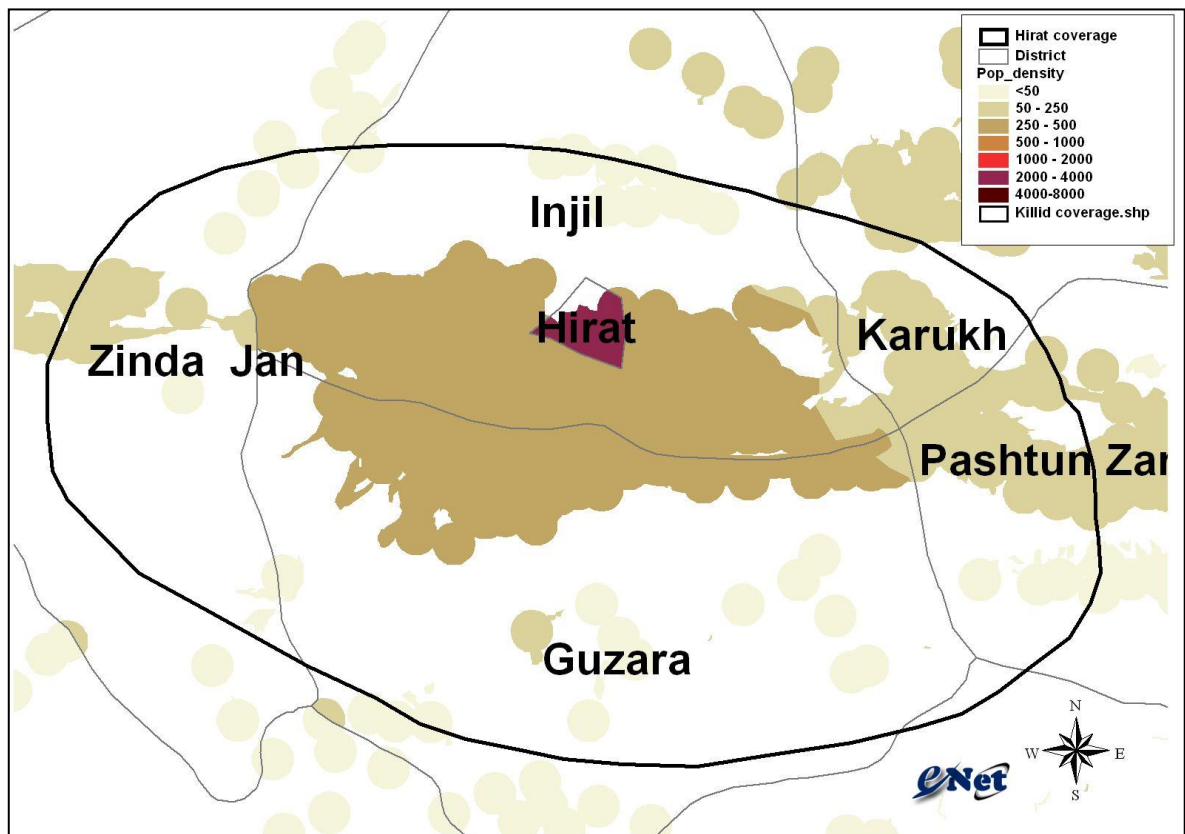 Hirat coverage
District
Pop_density
<50
50 - 250
250 - 500
500 - 1000
1000 - 2000
2000 - 4000
4000-8000
Killid coverage.shp
Injil
Hirat
Karukh
Zinda Jan
Pashtun Zar
Guzara
N
W E
S
eNet